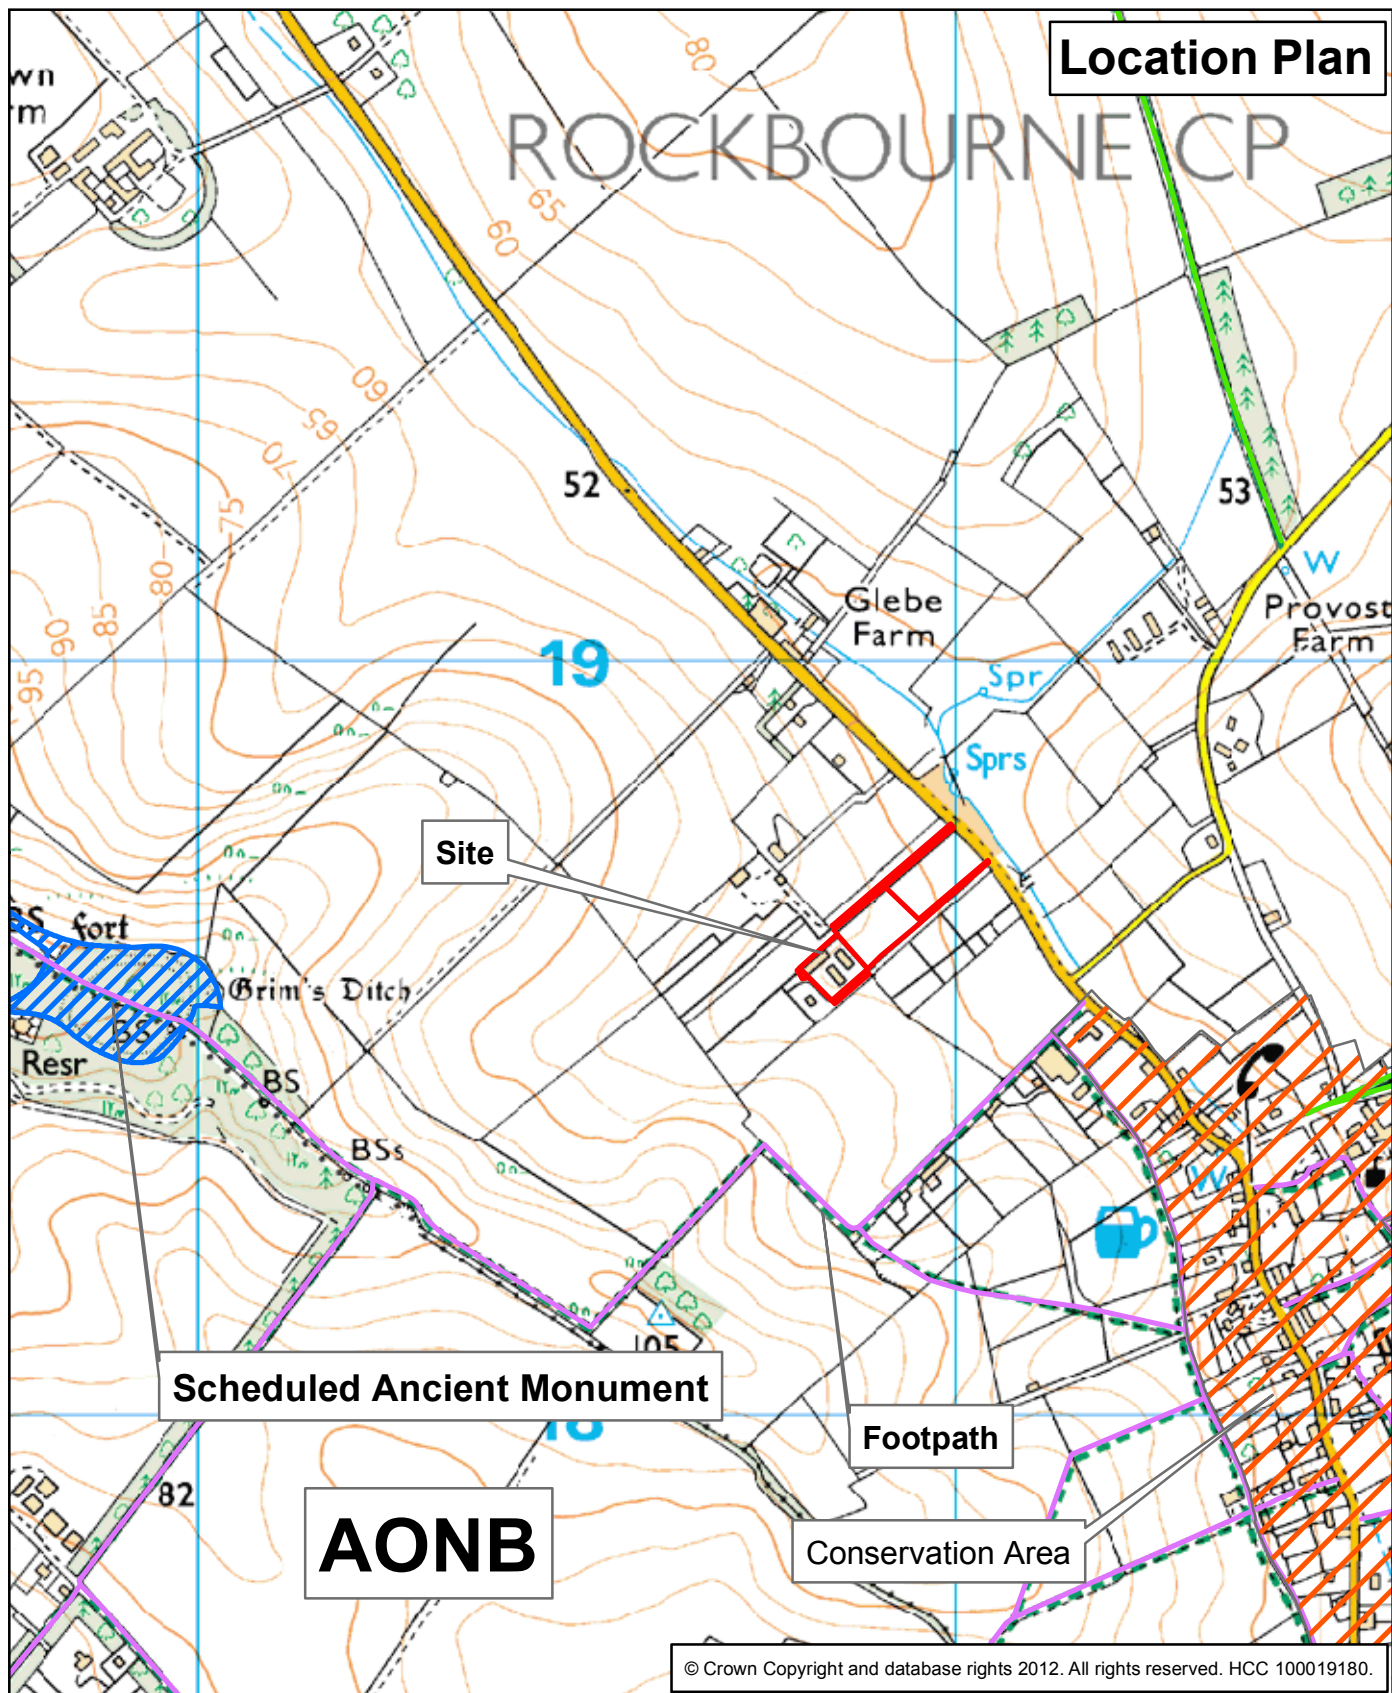 Location Plan
wn
rm
80
ROCKBOURNE CP
65
60
60
65
70
75
80
85
90
95
52
53
W
Glebe
Farm
Provost
Farm
19
Spr
Sprs
Site
fort
Grim's Ditch
Resr
BS
BSs
W
105
Scheduled Ancient Monument
18
Footpath
82
AONB
Conservation Area
© Crown Copyright and database rights 2012. All rights reserved. HCC 100019180.